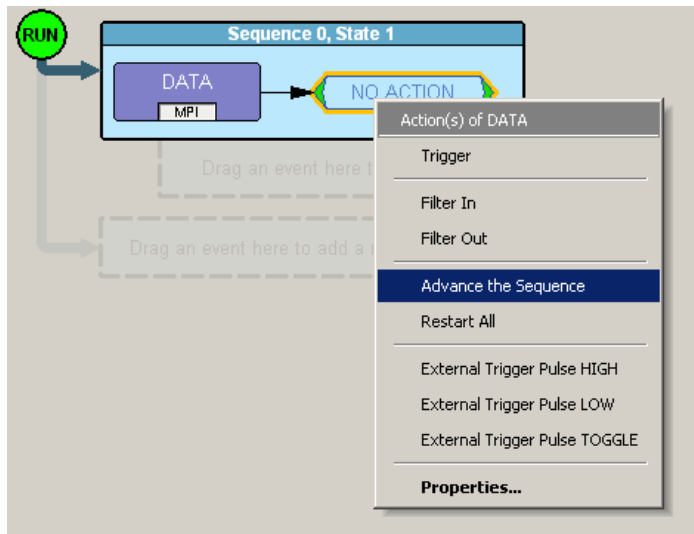 RUN
Sequence 0, State 1
DATA
MPI
NO ACTION
Drag an event here t
Drag an event here to add a
Action(s) of DATA
Trigger
Filter In
Filter Out
Advance the Sequence
Restart All
External Trigger Pulse HIGH
External Trigger Pulse LOW
External Trigger Pulse TOGGLE
Properties...